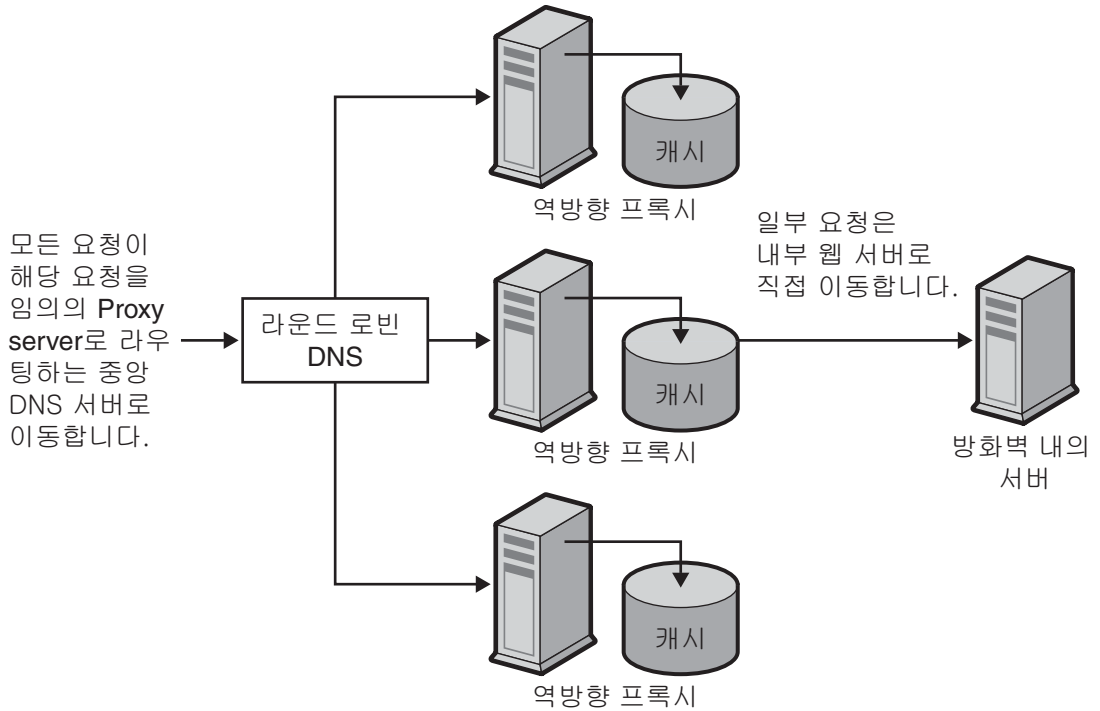 캐시
역방향 프록시
모든 요청이
해당 요청을
임의의 Proxy
server로 라우
팅하는 중앙
DNS 서버로
이동합니다.
라운드 로빈
DNS
캐시
역방향 프록시
일부 요청은
내부 웹 서버로
직접 이동합니다.
방화벽 내의
서버
캐시
역방향 프록시